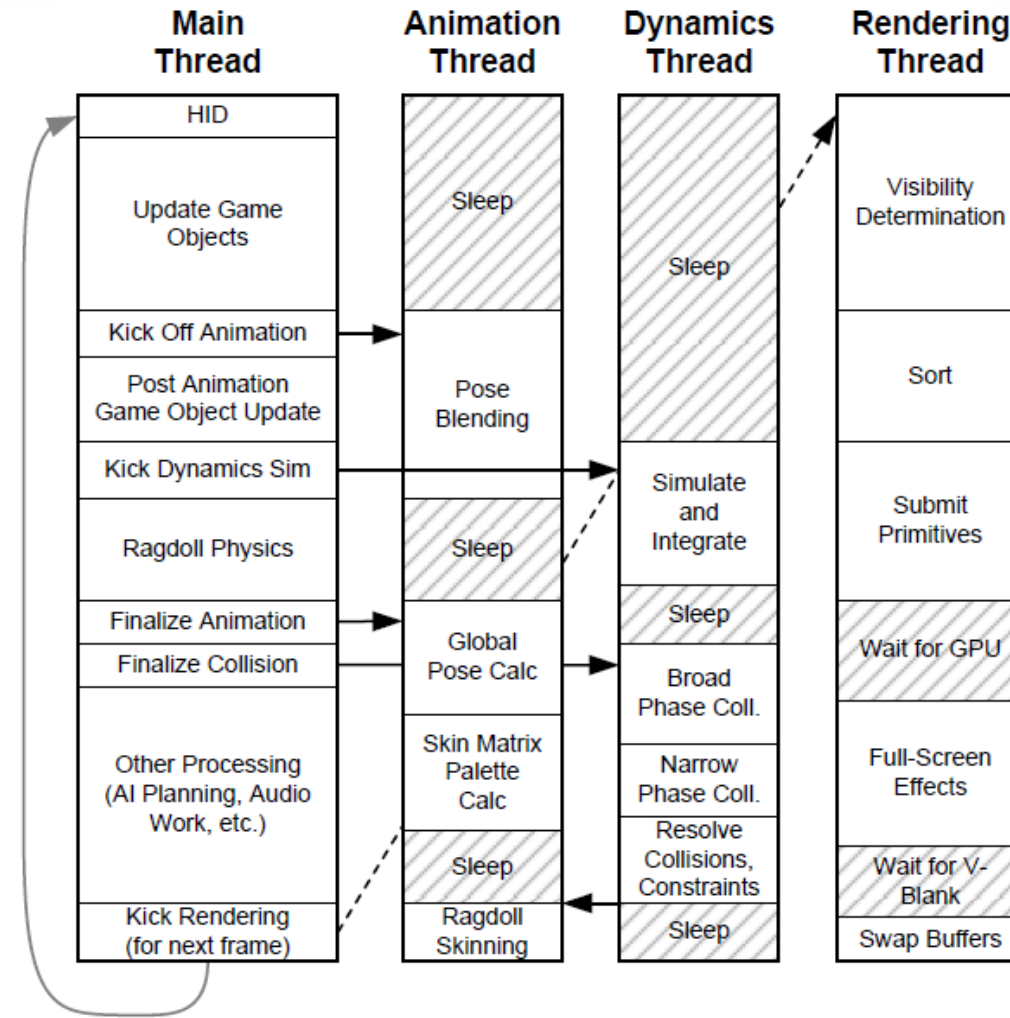 Main
Thread
Animation
Thread
Dynamics
Thread
Rendering
Thread
HID
Update Game
Objects
Kick Off Animation
Post Animation
Game Object Update
Kick Dynamics Sim
Ragdoll Physics
Finalize Animation
Finalize Collision
Other Processing
(AI Planning, Audio
Work, etc.)
Kick Rendering
(for next frame)
Sleep
Pose
Blending
Sleep
Global
Pose Calc
Skin Matrix
Palette
Calc
Sleep
Ragdoll
Skinning
Sleep
Simulate
and
Integrate
Sleep
Broad
Phase Coll.
Narrow
Phase Coll.
Resolve
Collisions,
Constraints
Sleep
Visibility
Determination
Sort
Submit
Primitives
Wait for GPU
Full-Screen
Effects
Wait for V-
Blank
Swap Buffers